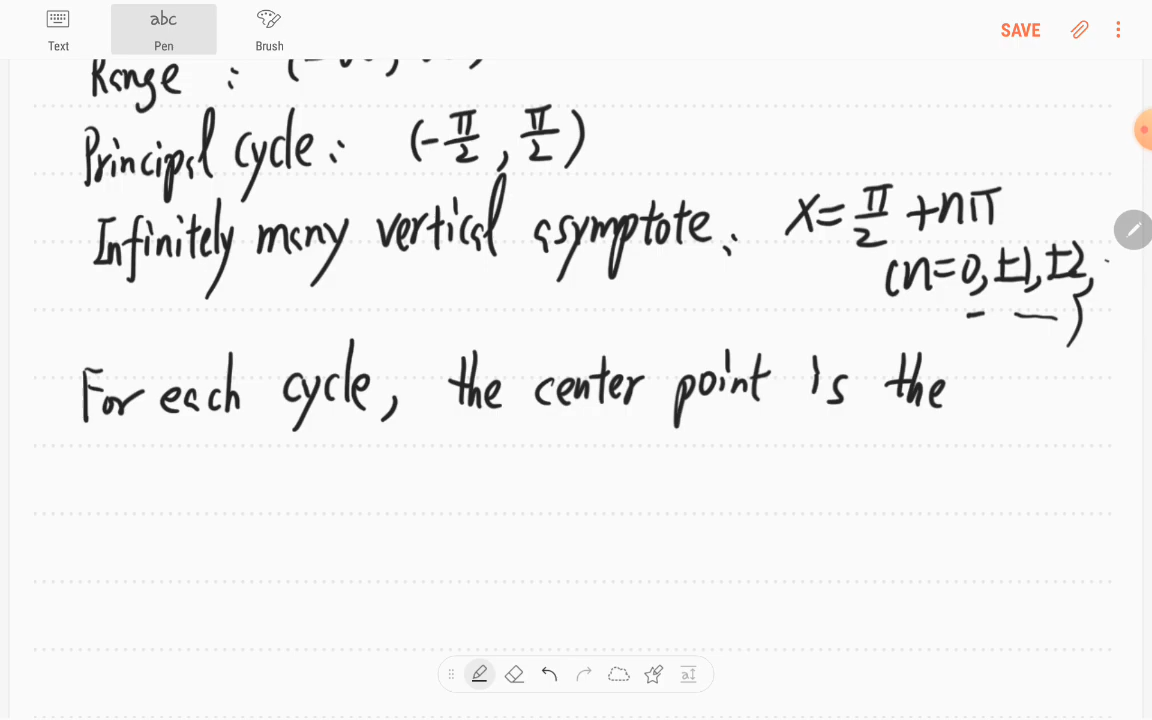 Text
abc
Pen
Brush
SAVE
Range :
Principal cycle : (-π/2, π/2)
Infinitely many vertical asymptote : x = π/2 + nπ
(n=0, ±1, ±2,
- —)
For each cycle, the center point is the